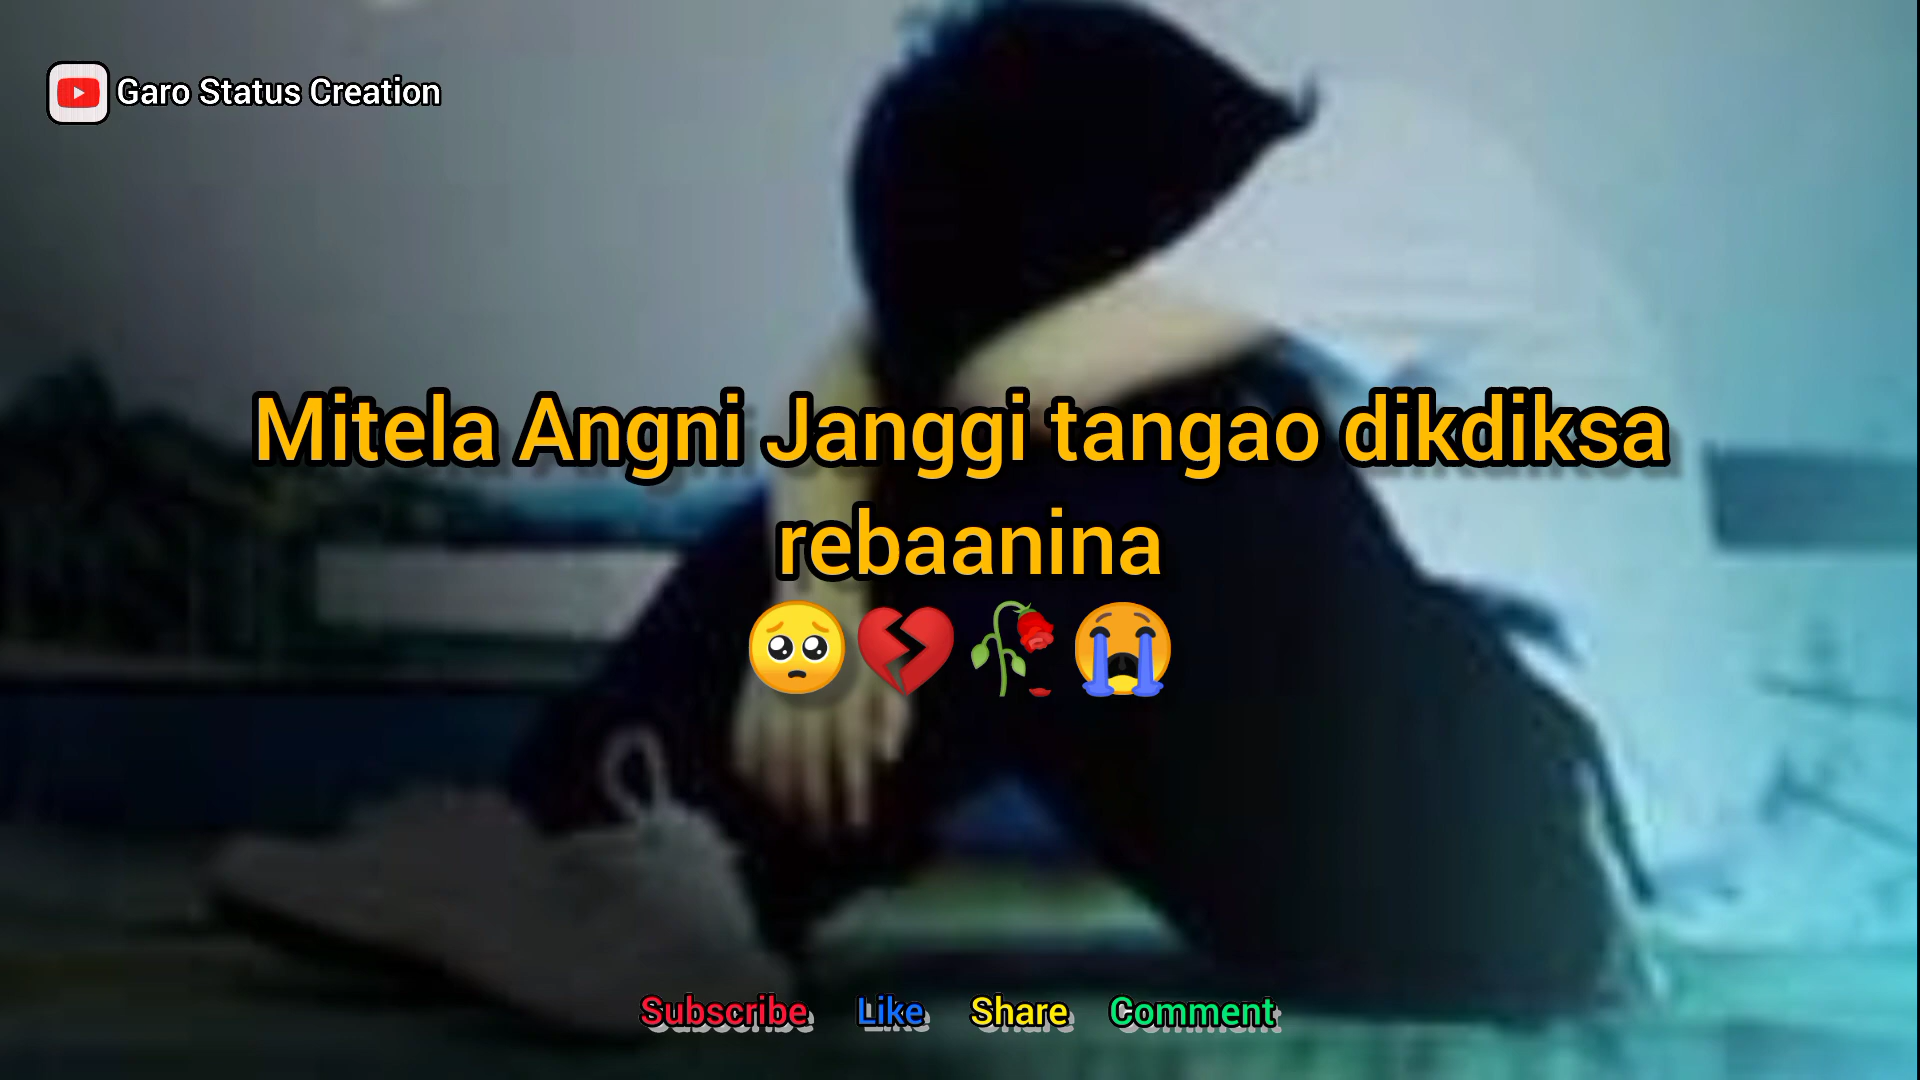 Garo Status Creation
Mitela Angni Janggi tangao dikdiksa
rebaanina
🥺💔🥀😭
Subscribe Like Share Comment